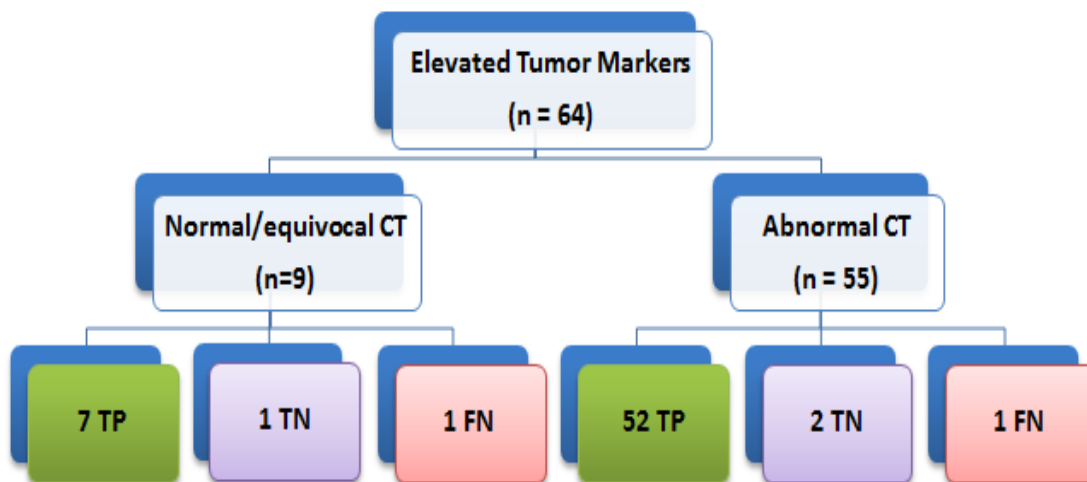 Elevated Tumor Markers
(n = 64)
Normal/equivocal CT
(n=9)
Abnormal CT
(n = 55)
7 TP
1 TN
1 FN
52 TP
2 TN
1 FN